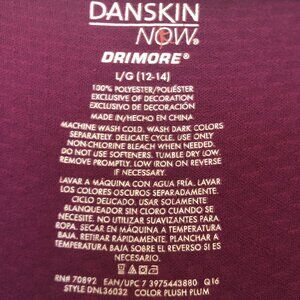 DANSKIN
NOW®
DRIMORE®
L/G (12-14)
100% POLYESTER/POLIÉSTER
EXCLUSIVE OF DECORATION
EXCLUSIVO DE DECORACIÓN
MADE IN/HECHO EN CHINA
MACHINE WASH COLD. WASH DARK COLORS
SEPARATELY. DELICATE CYCLE. USE ONLY
NON-CHLORINE BLEACH WHEN NEEDED.
DO NOT USE SOFTENERS. TUMBLE DRY LOW.
REMOVE PROMPTLY. LOW IRON ON REVERSE
IF NECESSARY.
LAVAR A MÁQUINA CON AGUA FRÍA. LAVAR
LOS COLORES OSCUROS SEPARADAMENTE.
CICLO DELICADO. USAR SOLAMENTE
BLANQUEADOR SIN CLORO CUANDO SE
NECESITE. NO UTILIZAR SUAVIZANTES PARA
ROPA. SECAR EN MÁQUINA A TEMPERATURA
BAJA. RETIRAR RÁPIDAMENTE. PLANCHAR A
TEMPERATURA BAJA SOBRE EL REVERSO SI ES
NECESARIO.
RN# 70892 EAN/UPC 7 3975443880 Q16
STYLE DNL36032 COLOR PLUSH PLUM